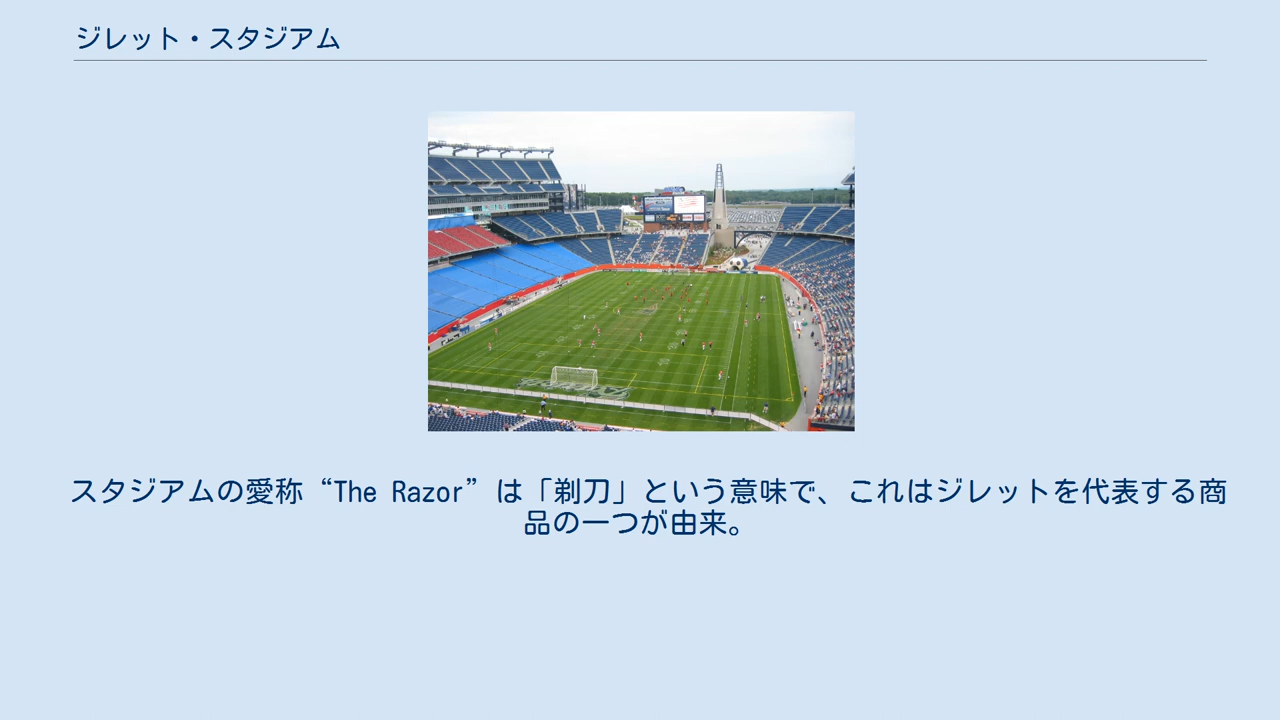 ジレット・スタジアム
スタジアムの愛称“The Razor”は「剃刀」という意味で、これはジレットを代表する商
品の一つが由来。